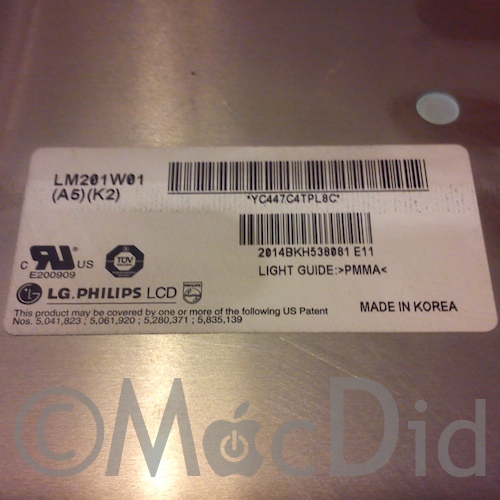 LM201W01
(A5)(K2)
*YC447C4TPL8C*
2014BKH538081 E11
LIGHT GUIDE:>PMMA<
C US
E200909
TÜV
LG.PHILIPS LCD
PHILIPS
MADE IN KOREA
This product may be covered by one or more of the following US Patent
Nos. 5,041,823 ; 5,061,920 ; 5,280,371 ; 5,835,139
©MacDid